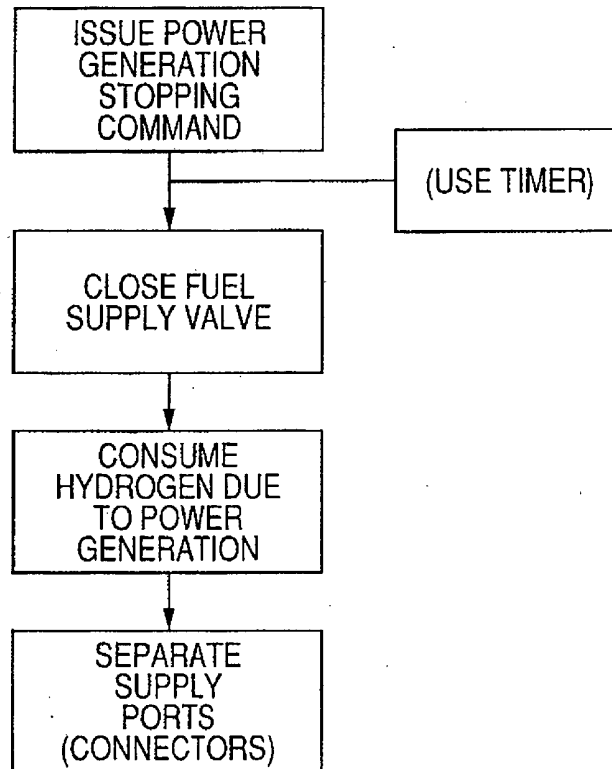 ISSUE POWER
GENERATION
STOPPING
COMMAND
(USE TIMER)
CLOSE FUEL
SUPPLY VALVE
CONSUME
HYDROGEN DUE
TO POWER
GENERATION
SEPARATE
SUPPLY
PORTS
(CONNECTORS)